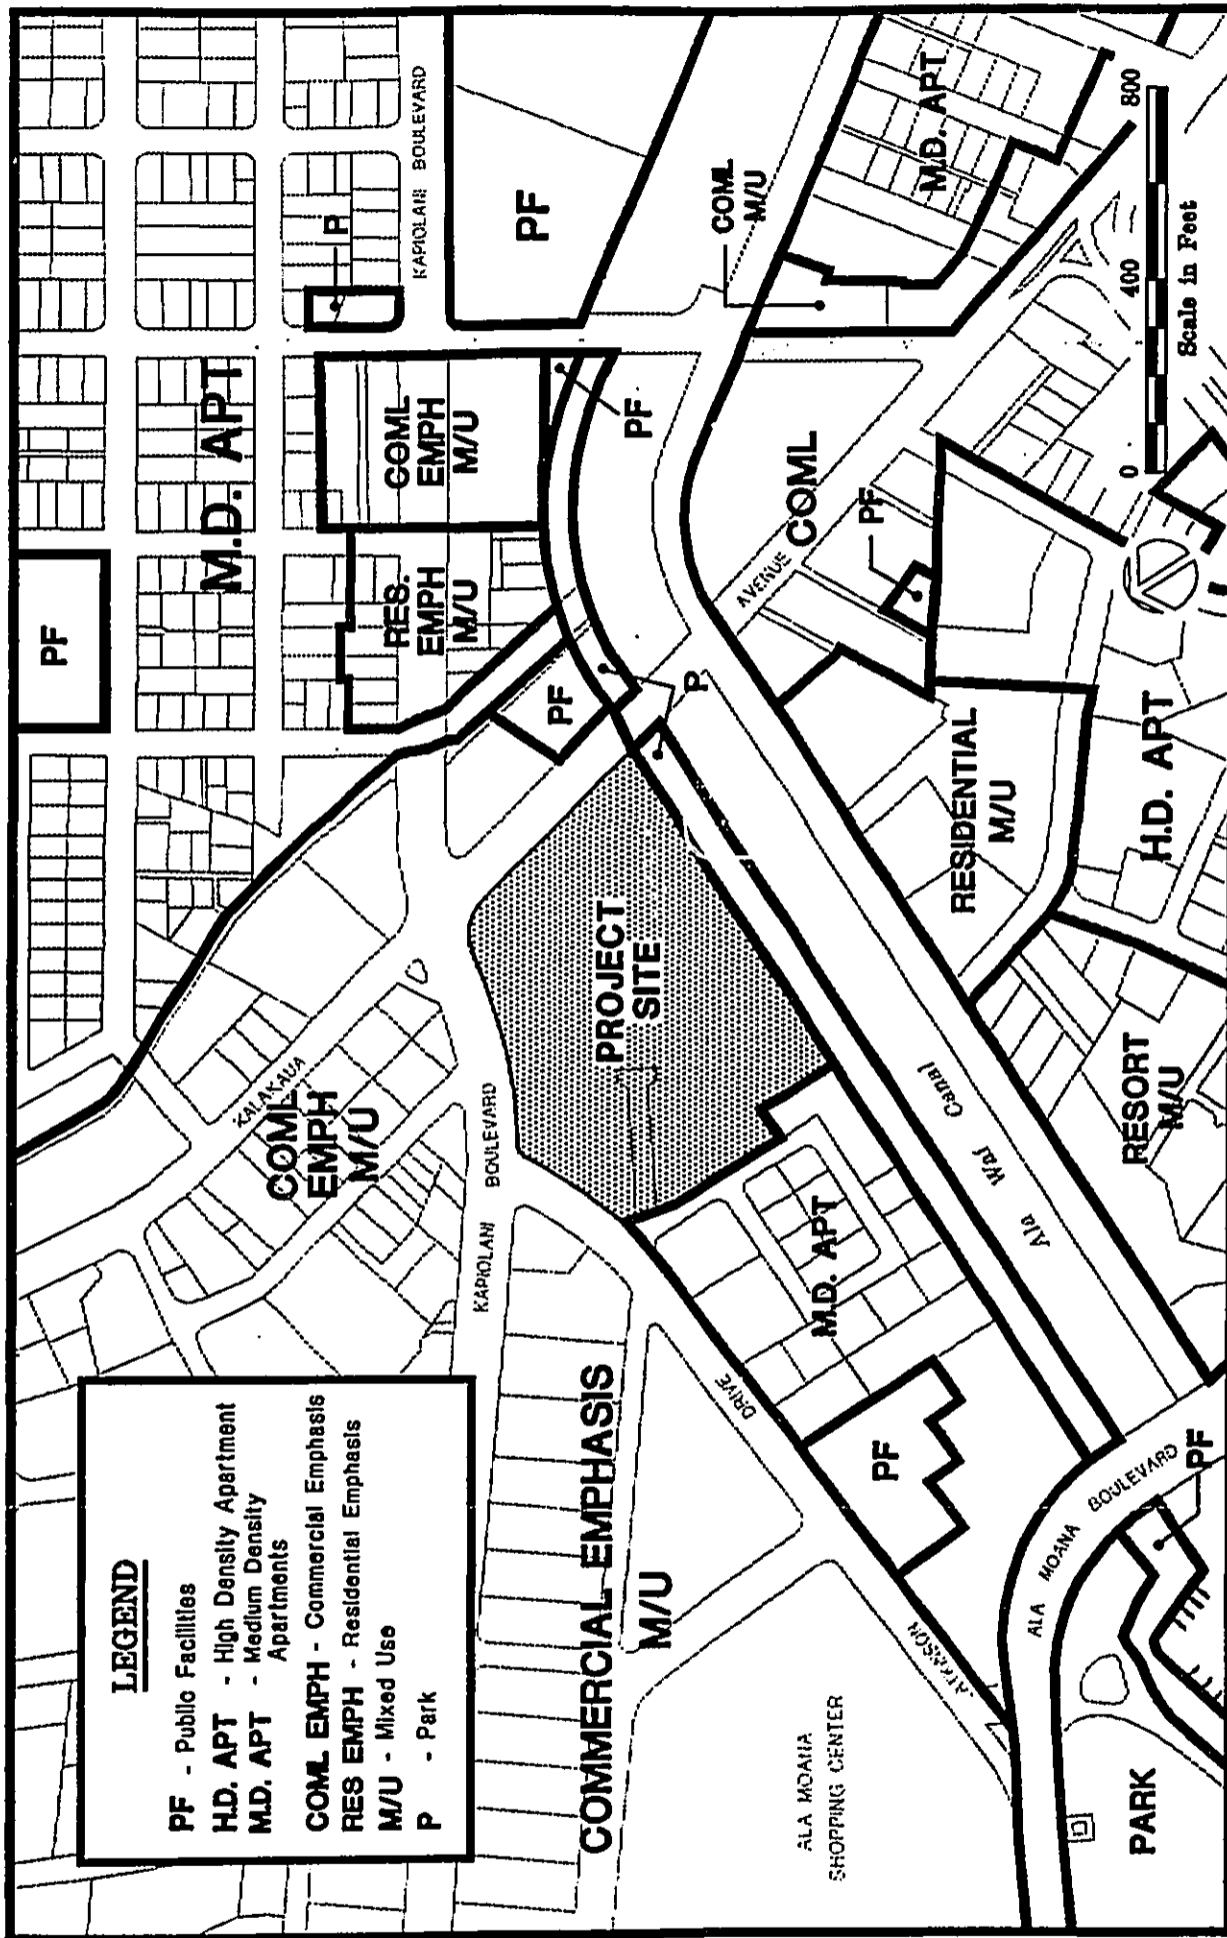 LEGEND
PF - Public Facilities
H.D. APT - High Density Apartment
M.D. APT - Medium Density
Apartments
COML EMPH - Commercial Emphasis
RES EMPH - Residential Emphasis
M/U - Mixed Use
P - Park
PF
M.D. APT
P
KAPIOLANI BOULEVARD
PF
COML
EMPH
M/U
RES.
EMPH
M/U
PF
PF
P
COML
M/U
M.D. APT
KALAKAUA
AVENUE
COML
EMPH
M/U
COML
PF
KAPIOLANI BOULEVARD
PROJECT
SITE
RESIDENTIAL
M/U
H.D. APT
COMMERCIAL EMPHASIS
M/U
M.D. APT
Ala Wai Canal
RESORT
M/U
ATKINSON DRIVE
PF
ALA MOANA BOULEVARD
PF
ALA MOANA
SHOPPING CENTER
PARK
0 400 800
Scale in Feet